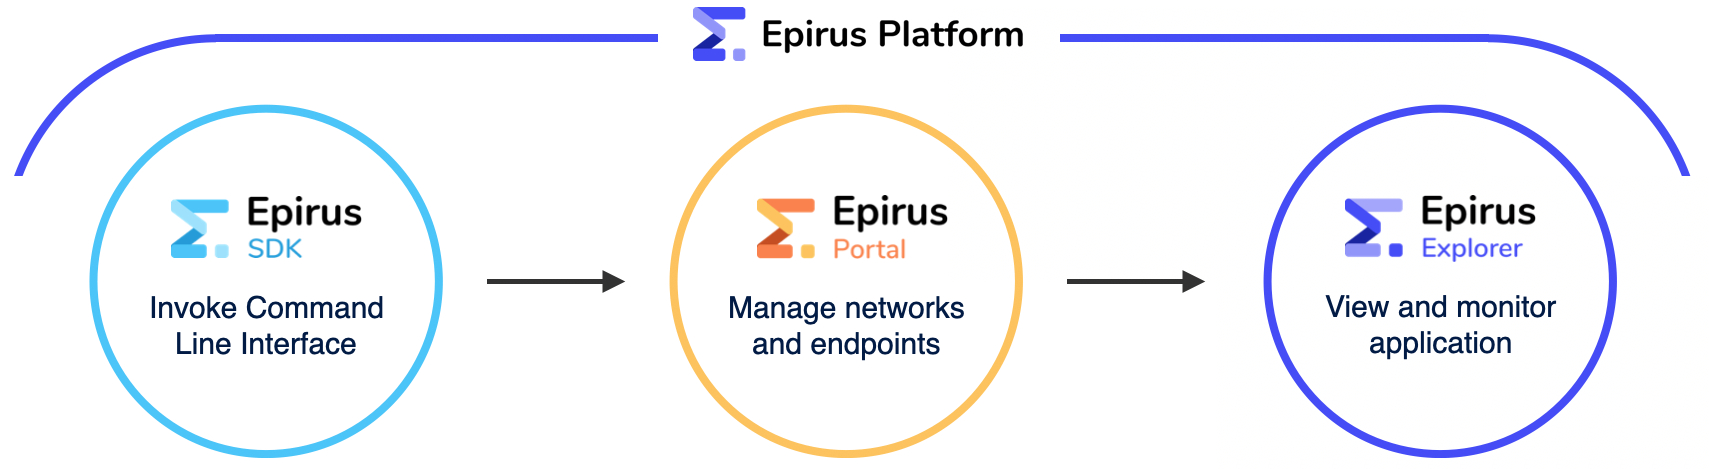 Epirus Platform
Epirus
SDK
Invoke Command
Line Interface
Epirus
Portal
Manage networks
and endpoints
Epirus
Explorer
View and monitor
application